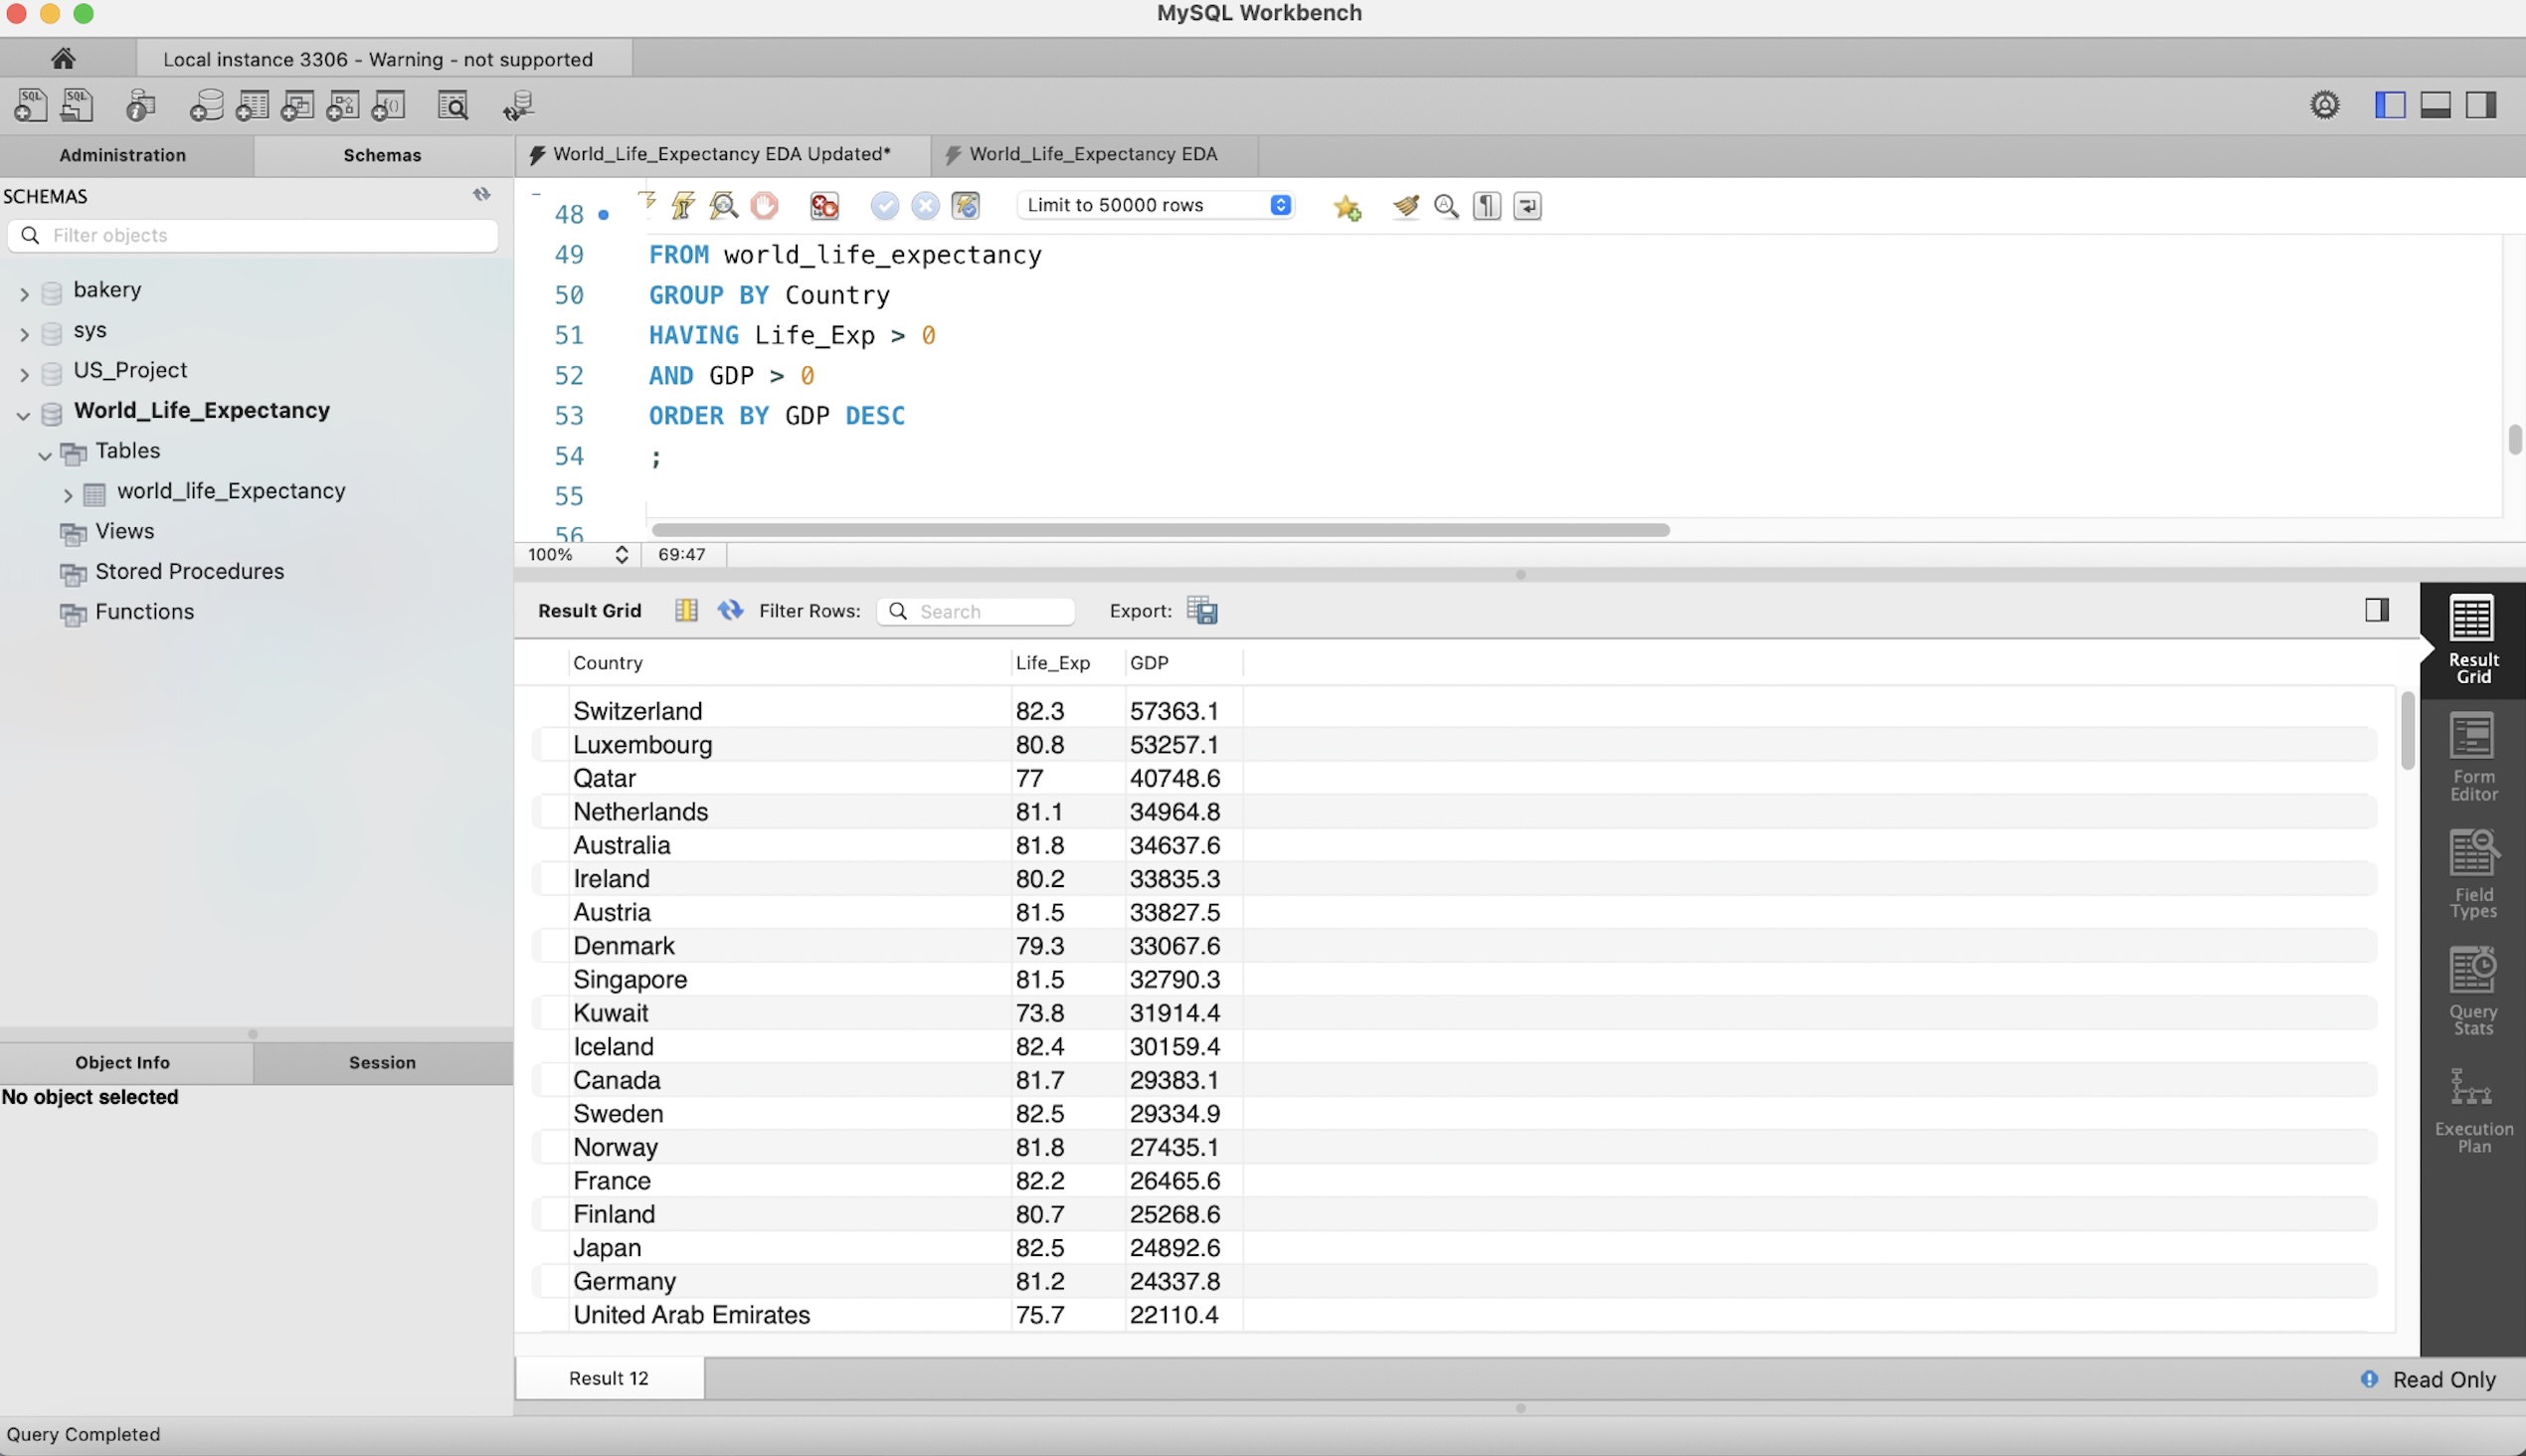 MySQL Workbench
Local instance 3306 - Warning - not supported
Administration Schemas
World_Life_Expectancy EDA Updated* World_Life_Expectancy EDA
SCHEMAS
Filter objects
bakery
sys
US_Project
World_Life_Expectancy
Tables
world_life_Expectancy
Views
Stored Procedures
Functions
Object Info Session
No object selected
Limit to 50000 rows
48
49 FROM world_life_expectancy
50 GROUP BY Country
51 HAVING Life_Exp > 0
52 AND GDP > 0
53 ORDER BY GDP DESC
54 ;
55
56
100% 69:47
Result Grid Filter Rows: Search Export:
Country Life_Exp GDP
Switzerland 82.3 57363.1
Luxembourg 80.8 53257.1
Qatar 77 40748.6
Netherlands 81.1 34964.8
Australia 81.8 34637.6
Ireland 80.2 33835.3
Austria 81.5 33827.5
Denmark 79.3 33067.6
Singapore 81.5 32790.3
Kuwait 73.8 31914.4
Iceland 82.4 30159.4
Canada 81.7 29383.1
Sweden 82.5 29334.9
Norway 81.8 27435.1
France 82.2 26465.6
Finland 80.7 25268.6
Japan 82.5 24892.6
Germany 81.2 24337.8
United Arab Emirates 75.7 22110.4
Result
Grid
Form
Editor
Field
Types
Query
Stats
Execution
Plan
Result 12
Read Only
Query Completed